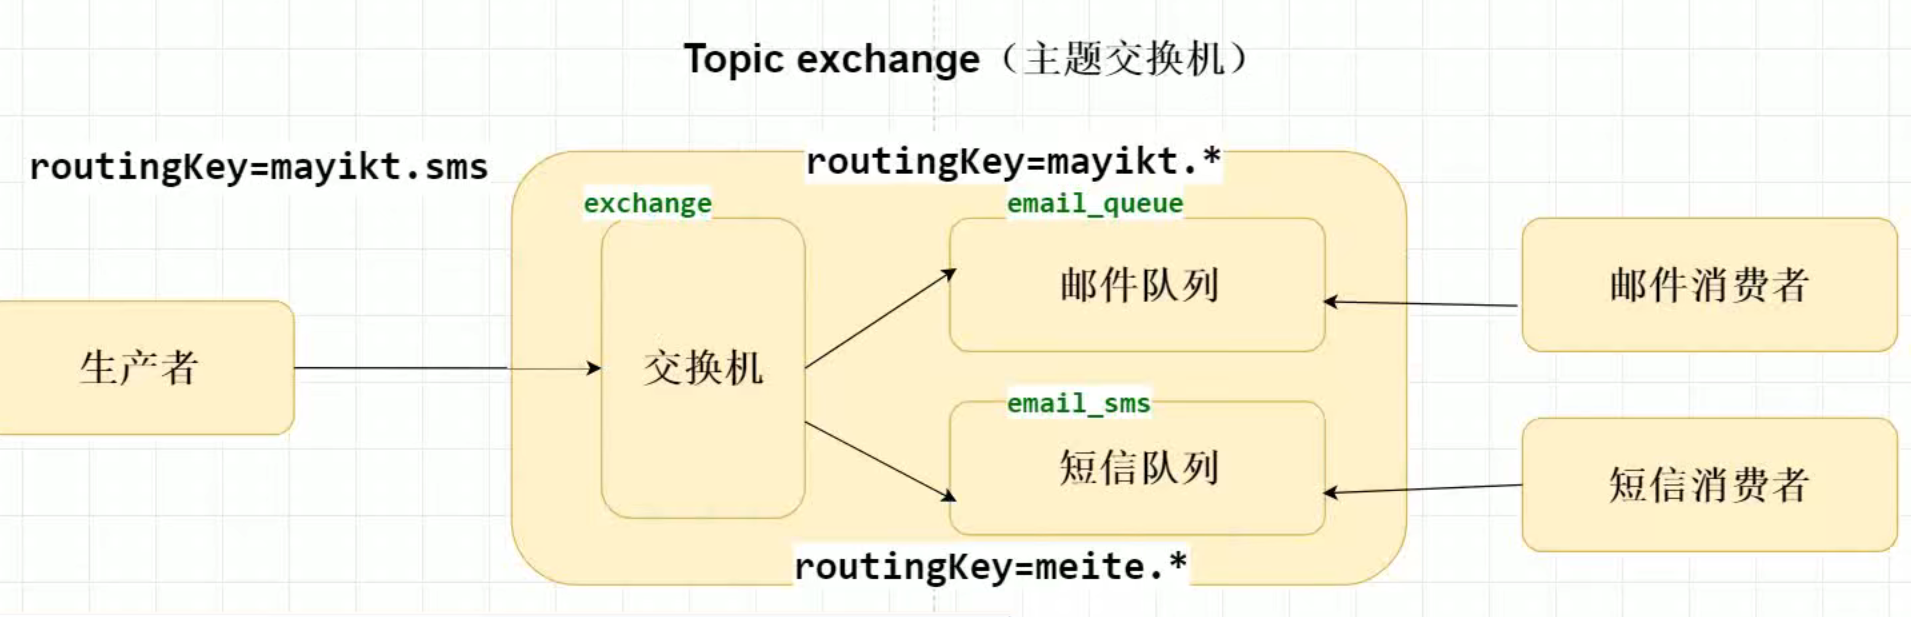 Topic exchange（主题交换机）
routingKey=mayikt.sms
routingKey=mayikt.*
exchange
email_queue
邮件队列
邮件消费者
生产者
交换机
email_sms
短信队列
短信消费者
routingKey=meite.*